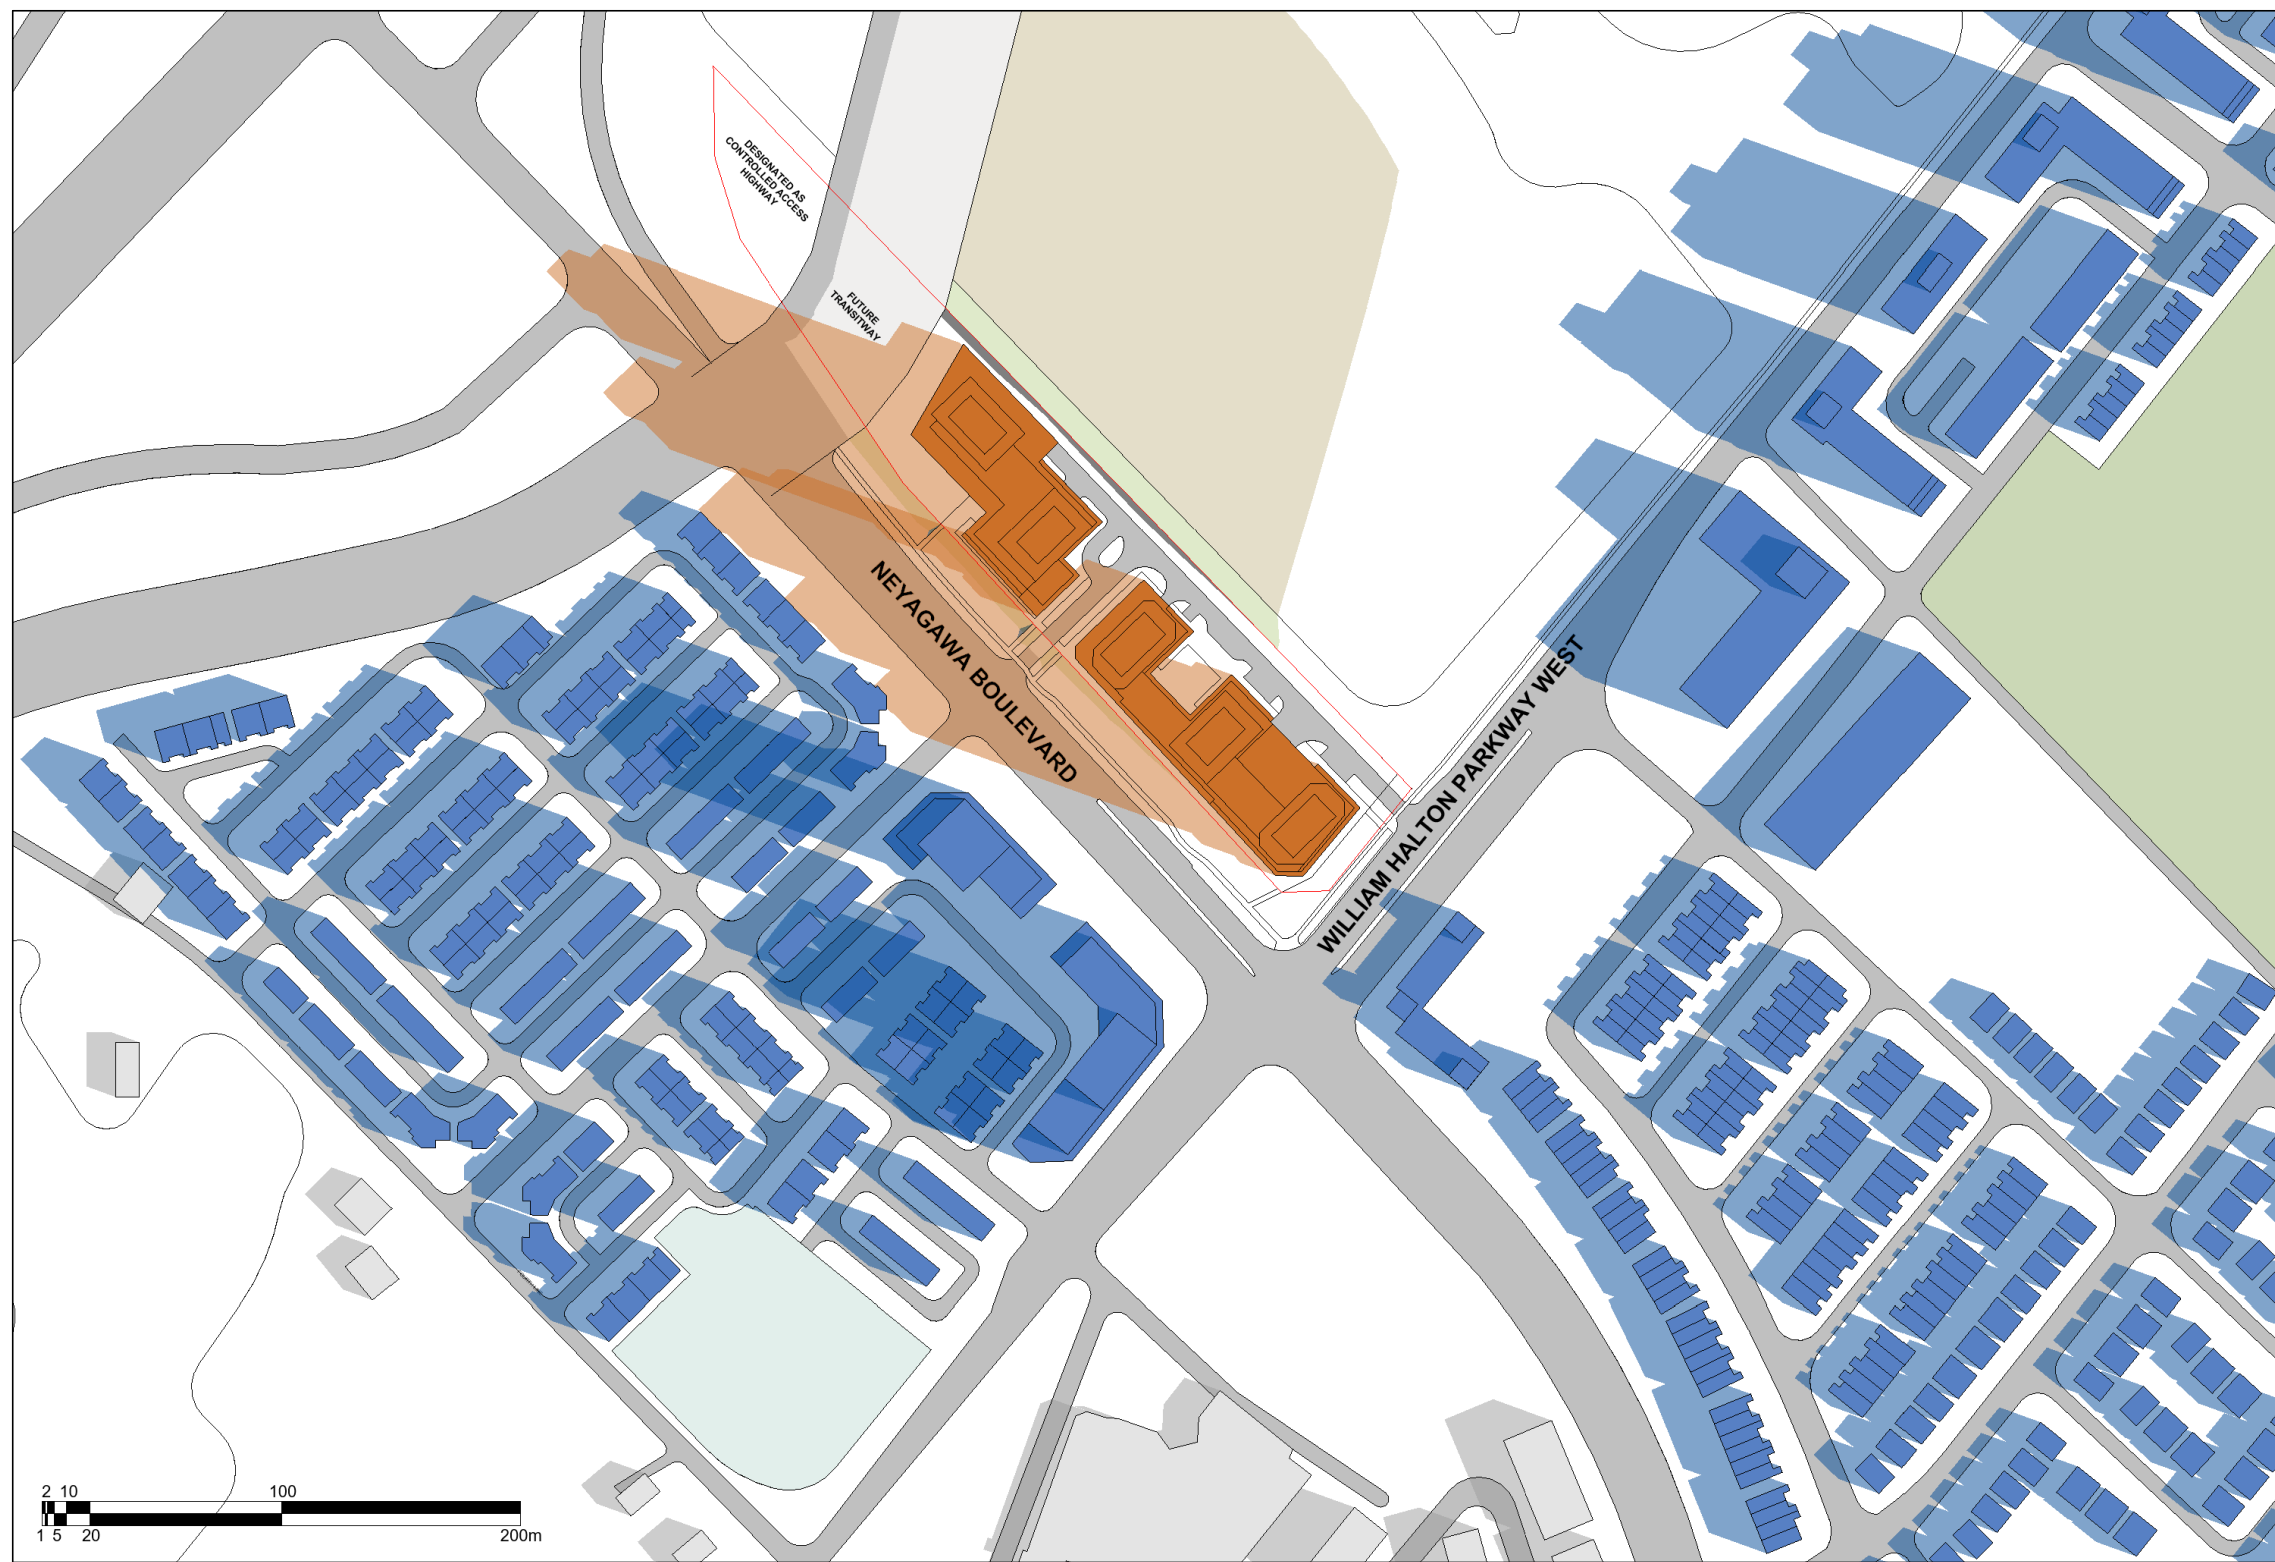 DESIGNATED AS
CONTROLLED ACCESS
HIGHWAY
FUTURE
TRANSITWAY
NEYAGAWA BOULEVARD
WILLIAM HALTON PARKWAY WEST
2 10 100
1 5 20 200m